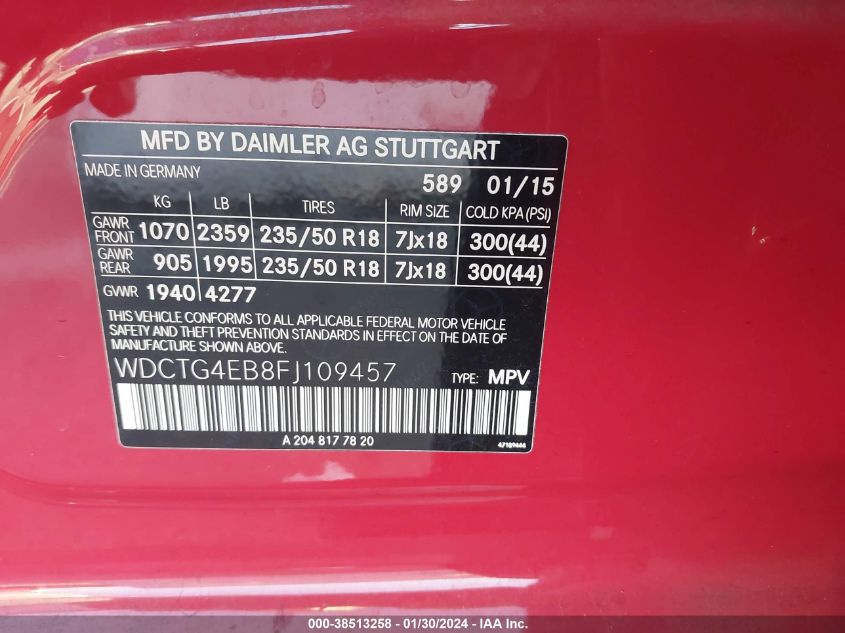 MFD BY DAIMLER AG STUTTGART
MADE IN GERMANY
589 01/15
KG LB TIRES RIM SIZE COLD KPA (PSI)
GAWR FRONT 1070 2359 235/50 R18 7Jx18 300(44)
GAWR REAR 905 1995 235/50 R18 7Jx18 300(44)
GVWR 1940 4277
THIS VEHICLE CONFORMS TO ALL APPLICABLE FEDERAL MOTOR VEHICLE
SAFETY AND THEFT PREVENTION STANDARDS IN EFFECT ON THE DATE OF
MANUFACTURE SHOWN ABOVE.
WDCTG4EB8FJ109457 TYPE: MPV
A 204 817 78 20 47189444
000-38513258 - 01/30/2024 - IAAI.COM